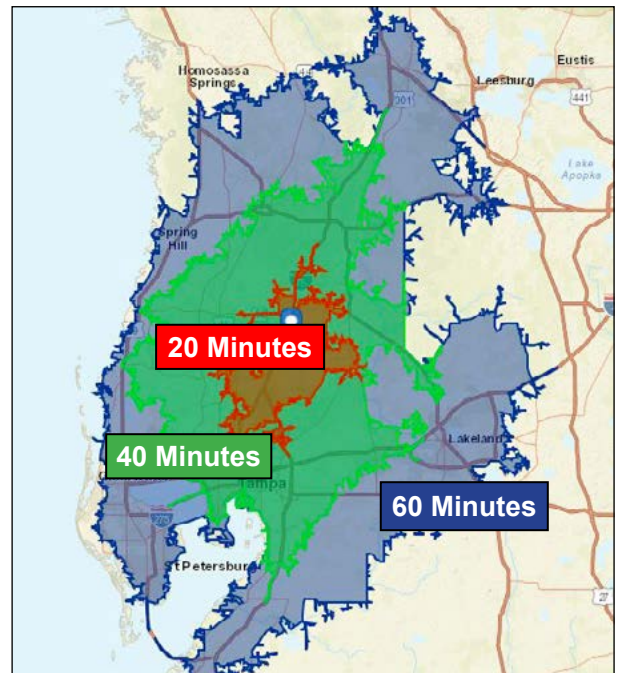 Homosassa
Springs
Eustis
Leesburg
441
301
Lake
Apopka
Spring
Hill
20 Minutes
40 Minutes
Lakeland
Tampa
60 Minutes
275
St Petersburg
27